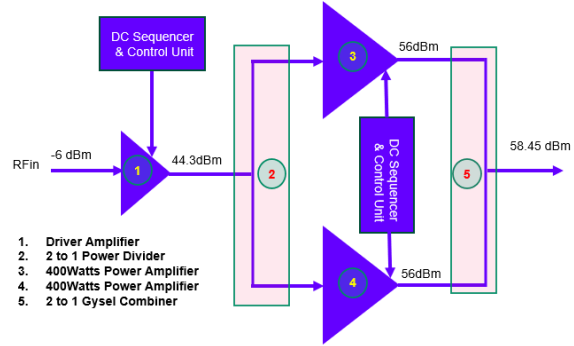 DC Sequencer
& Control Unit
56dBm
3
-6 dBm
RFin
1
44.3dBm
2
DC Sequencer
& Control Unit
58.45 dBm
5
56dBm
4
1. Driver Amplifier
2. 2 to 1 Power Divider
3. 400Watts Power Amplifier
4. 400Watts Power Amplifier
5. 2 to 1 Gysel Combiner